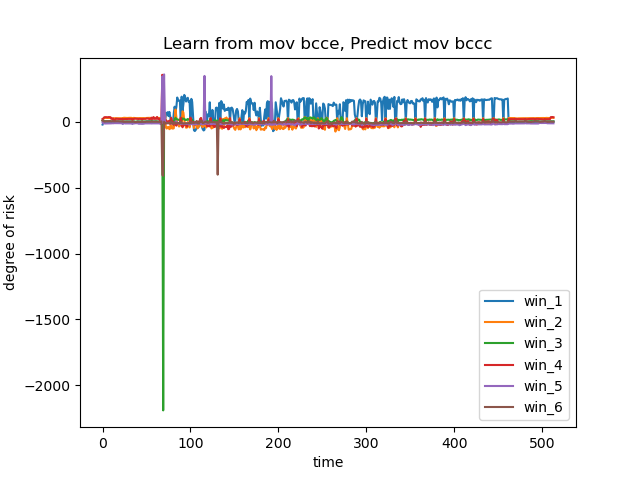 Learn from mov bcce, Predict mov bccc
degree of risk
0
−500
−1000
−1500
−2000
win_1
win_2
win_3
win_4
win_5
win_6
0 100 200 300 400 500
time